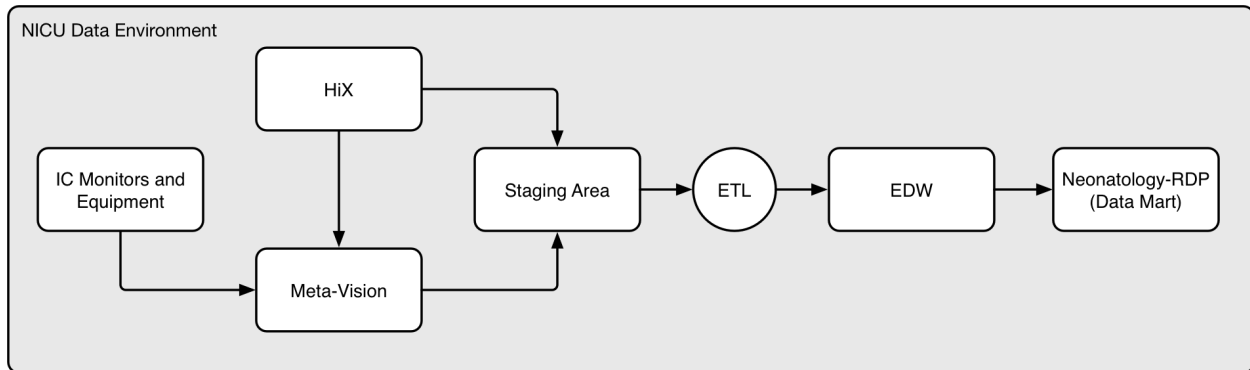 NICU Data Environment
HiX
IC Monitors and
Equipment
Meta-Vision
Staging Area
ETL
EDW
Neonatology-RDP
(Data Mart)